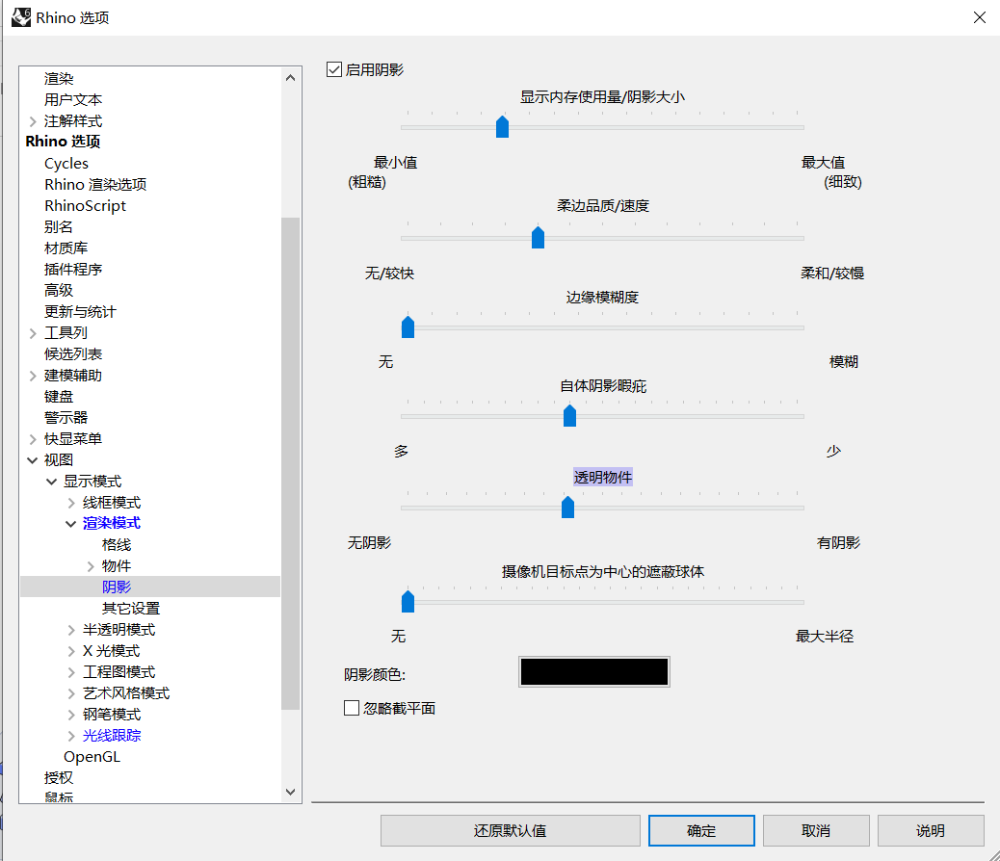 Rhino 选项
渲染
用户文本
注解样式
Rhino 选项
Cycles
Rhino 渲染选项
RhinoScript
别名
材质库
插件程序
高级
更新与统计
工具列
候选列表
建模辅助
键盘
警示器
快显菜单
视图
显示模式
线框模式
渲染模式
格线
物件
阴影
其它设置
半透明模式
X 光模式
工程图模式
艺术风格模式
钢笔模式
光线跟踪
OpenGL
授权
鼠标
启用阴影
显示内存使用量/阴影大小
最小值 最大值
(粗糙) (细致)
柔边品质/速度
无/较快 柔和/较慢
边缘模糊度
无 模糊
自体阴影暇疵
多 少
透明物件
无阴影 有阴影
摄像机目标点为中心的遮蔽球体
无 最大半径
阴影颜色:
忽略截平面
还原默认值 确定 取消 说明